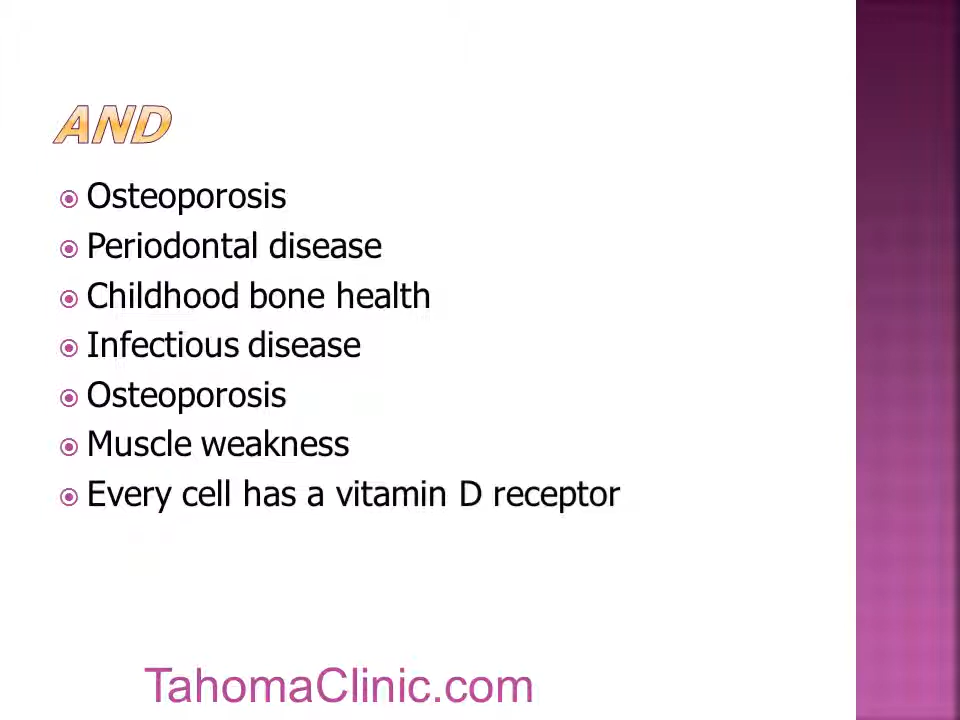 AND
Osteoporosis
Periodontal disease
Childhood bone health
Infectious disease
Osteoporosis
Muscle weakness
Every cell has a vitamin D receptor
TahomaClinic.com